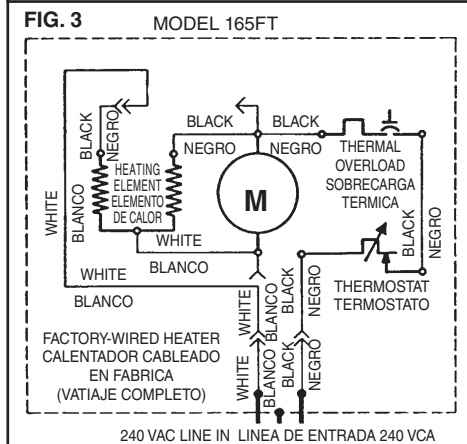 FIG. 3
MODEL 165FT
BLACK
NEGRO
BLACK
NEGRO
BLACK
NEGRO
HEATING
ELEMENT
ELEMENTO
DE CALOR
M
THERMAL
OVERLOAD
SOBRECARGA
TERMICA
WHITE
BLANCO
WHITE
BLANCO
BLACK
NEGRO
WHITE
BLANCO
THERMOSTAT
TERMOSTATO
WHITE
BLANCO
BLACK
NEGRO
FACTORY-WIRED HEATER
CALENTADOR CABLEADO
EN FABRICA
(VATIAJE COMPLETO)
WHITE
BLANCO
BLACK
NEGRO
240 VAC LINE IN LINEA DE ENTRADA 240 VCA